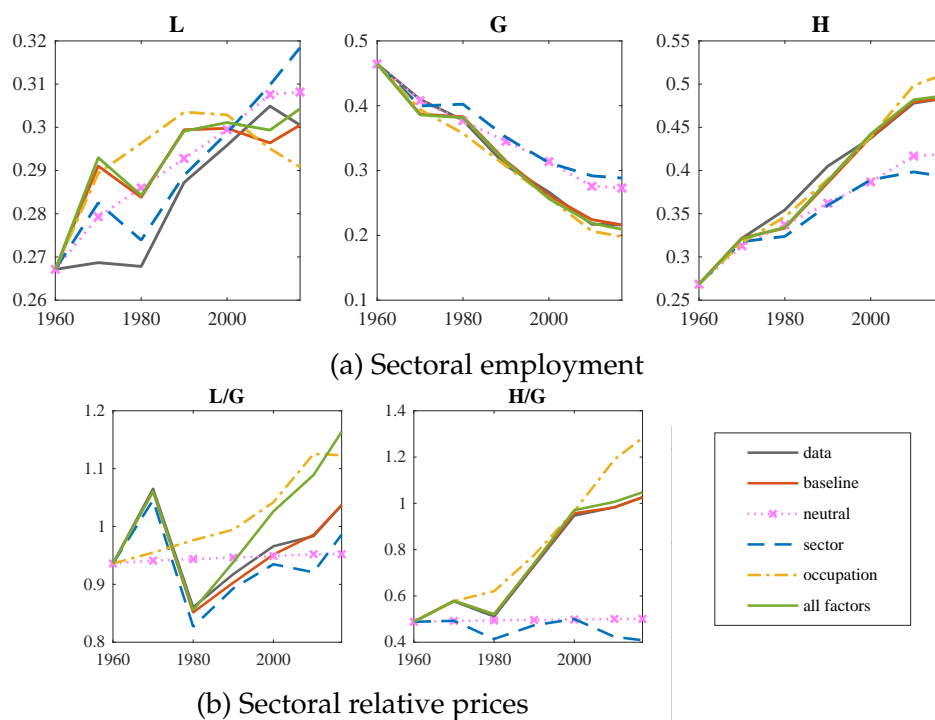 L
0.32
0.31
0.3
0.29
0.28
0.27
0.26
1960 1980 2000
G
0.5
0.4
0.3
0.2
0.1
1960 1980 2000
H
0.55
0.5
0.45
0.4
0.35
0.3
0.25
1960 1980 2000
(a) Sectoral employment
L/G
1.2
1.1
1
0.9
0.8
1960 1980 2000
H/G
1.4
1.2
1
0.8
0.6
0.4
1960 1980 2000
data
baseline
neutral
sector
occupation
all factors
(b) Sectoral relative prices